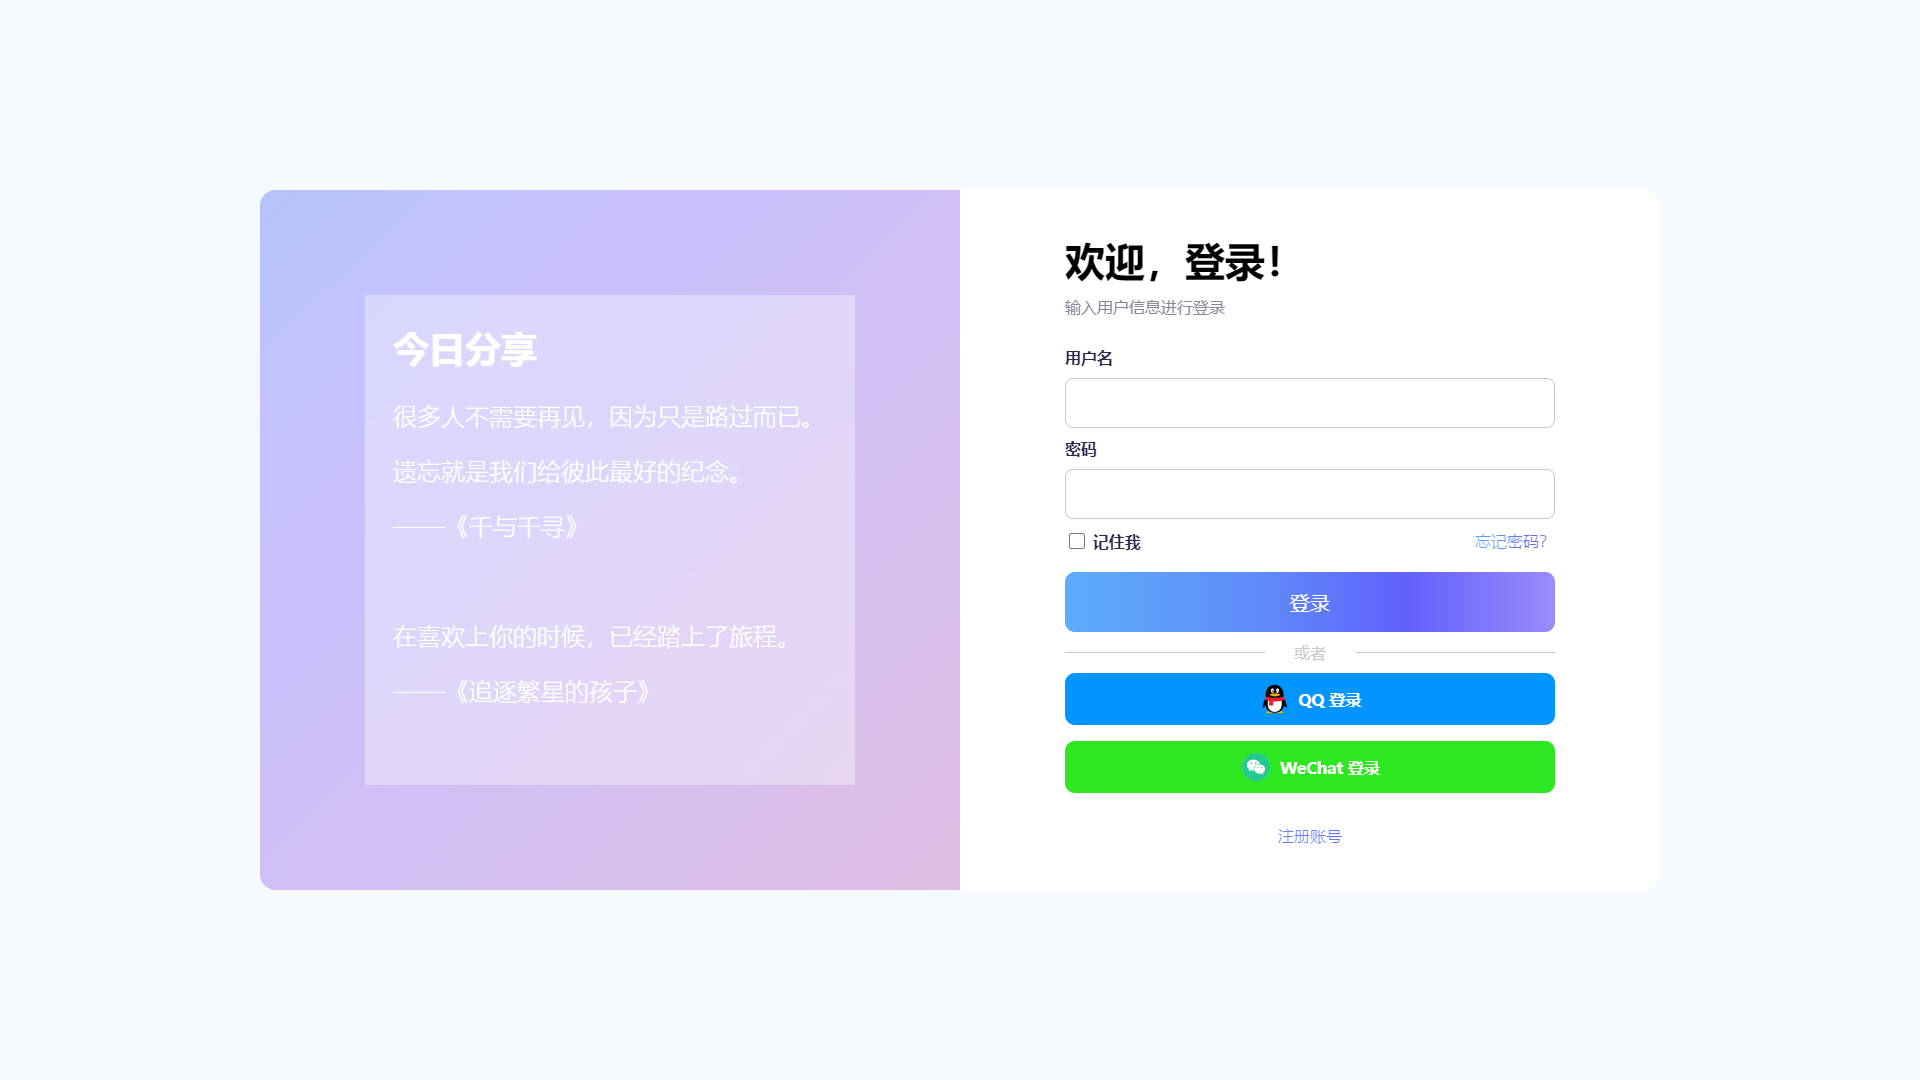 今日分享
很多人不需要再见，因为只是路过而已。
遗忘就是我们给彼此最好的纪念。
——《千与千寻》
在喜欢上你的时候，已经踏上了旅程。
——《追逐繁星的孩子》
欢迎，登录！
输入用户信息进行登录
用户名
密码
记住我
忘记密码？
登录
或者
QQ 登录
WeChat 登录
注册账号